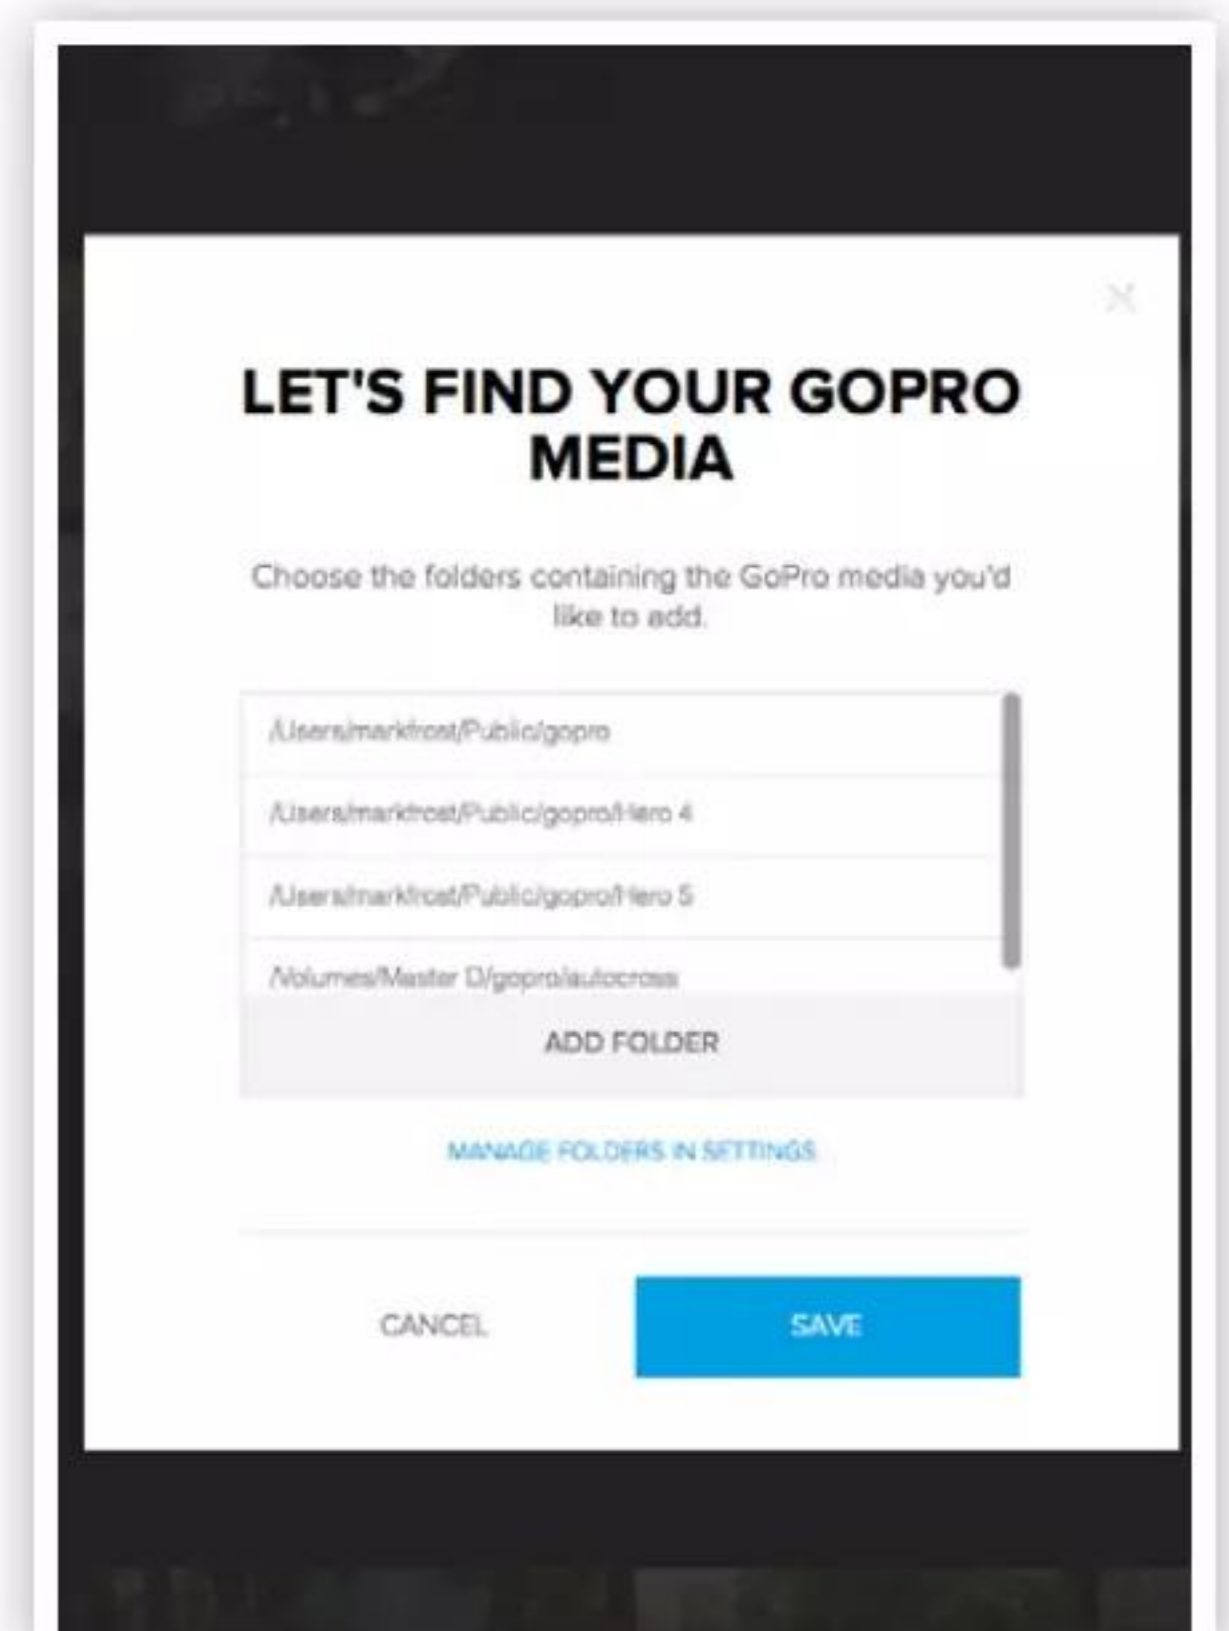 LET'S FIND YOUR GOPRO
MEDIA
Choose the folders containing the GoPro media you'd
like to add.
/Users/markfrost/Public/gopro
/Users/markfrost/Public/gopro/Hero 4
/Users/markfrost/Public/gopro/Hero 5
/Volumes/Master D/gopro/autocross
ADD FOLDER
MANAGE FOLDERS IN SETTINGS
CANCEL
SAVE